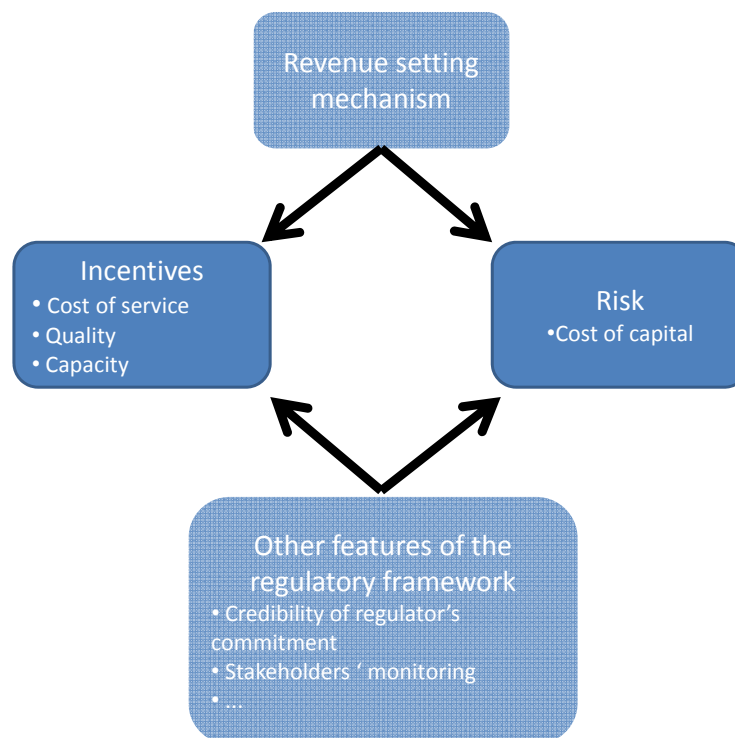 Revenue setting
mechanism
Incentives
• Cost of service
• Quality
• Capacity
Risk
•Cost of capital
Other features of the
regulatory framework
• Credibility of regulator’s
commitment
• Stakeholders ‘ monitoring
• ...